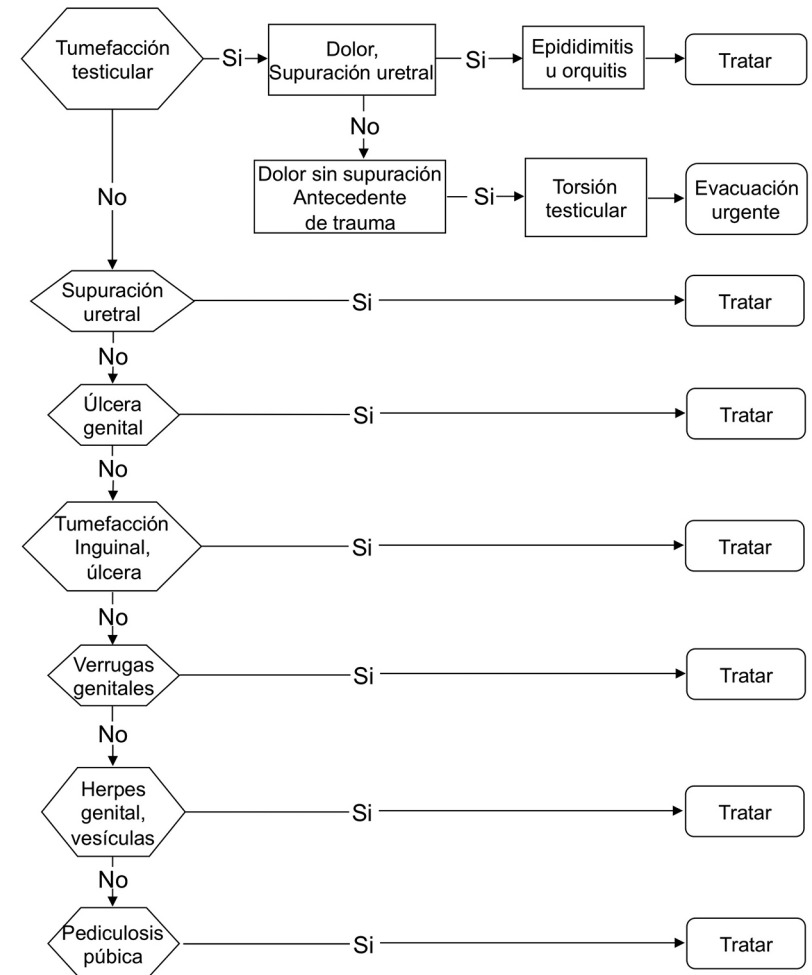 Tumefacción
testicular
Si
Dolor,
Supuración uretral
Si
Epididimitis
u orquitis
Tratar
No
Dolor sin supuración
Antecedente
de trauma
Si
Torsión
testicular
Evacuación
urgente
No
Supuración
uretral
Si
Tratar
No
Úlcera
genital
Si
Tratar
No
Tumefacción
Inguinal,
úlcera
Si
Tratar
No
Verrugas
genitales
Si
Tratar
No
Herpes
genital,
vesículas
Si
Tratar
No
Pediculosis
púbica
Si
Tratar